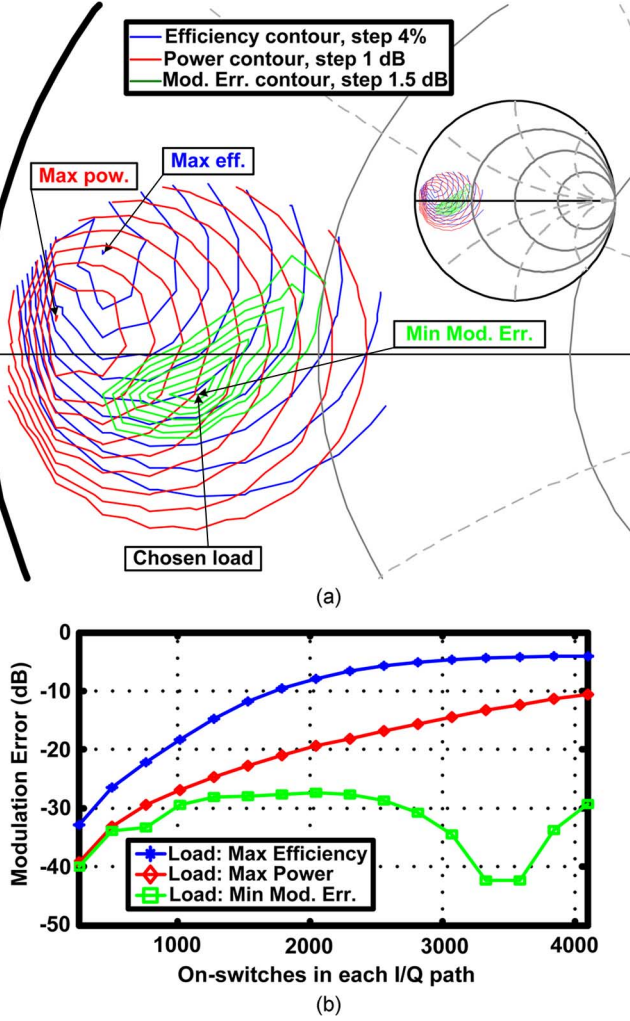 Efficiency contour, step 4%
Power contour, step 1 dB
Mod. Err. contour, step 1.5 dB
Max eff.
Max pow.
Min Mod. Err.
Chosen load
(a)
0
-10
-20
-30
-40
-50
Modulation Error (dB)
Load: Max Efficiency
Load: Max Power
Load: Min Mod. Err.
1000 2000 3000 4000
On-switches in each I/Q path
(b)